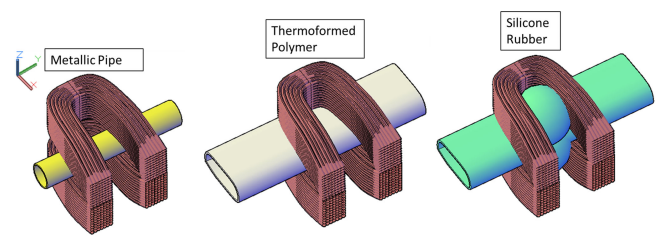 Metallic Pipe
Thermoformed
Polymer
Silicone
Rubber
Z
Y
X